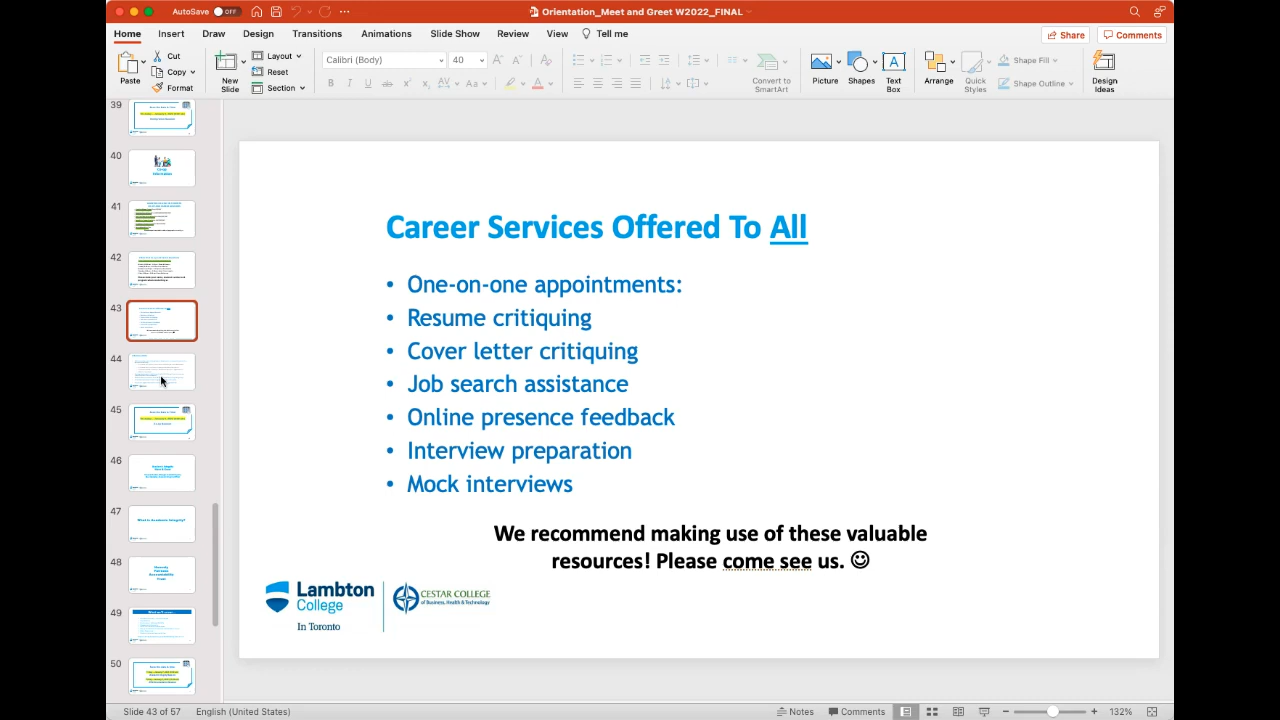 AutoSave OFF
Orientation_Meet and Greet W2022_FINAL
Home Insert Draw Design Transitions Animations Slide Show Review View Tell me
Share Comments
Paste
Cut
Copy
Format
New
Slide
Layout
Reset
Section
Calibri (Body) 40
Convert to
SmartArt
Picture
Shapes
Text
Box
Arrange
Quick
Styles
Shape Fill
Shape Outline
Design
Ideas
39
40
41
42
43
44
45
46
47
What is Academic Integrity?
48
49
50
Career Services Offered To All
• One-on-one appointments:
• Resume critiquing
• Cover letter critiquing
• Job search assistance
• Online presence feedback
• Interview preparation
• Mock interviews
We recommend making use of these valuable
resources! Please come see us. ☺
Lambton
College
In Toronto
CESTAR COLLEGE
of Business, Health & Technology
Slide 43 of 57 English (United States)
Notes Comments 132%